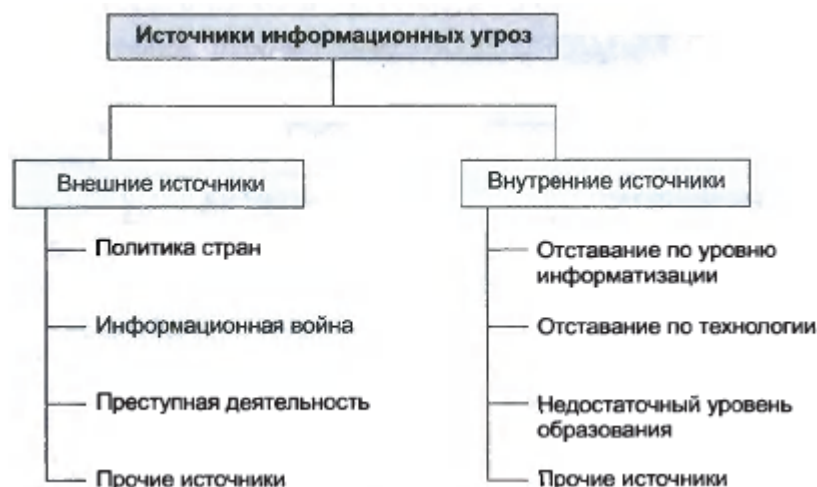 Источники информационных угроз
Внешние источники
Политика стран
Информационная война
Преступная деятельность
Прочие источники
Внутренние источники
Отставание по уровню
информатизации
Отставание по технологии
Недостаточный уровень
образования
Прочие источники